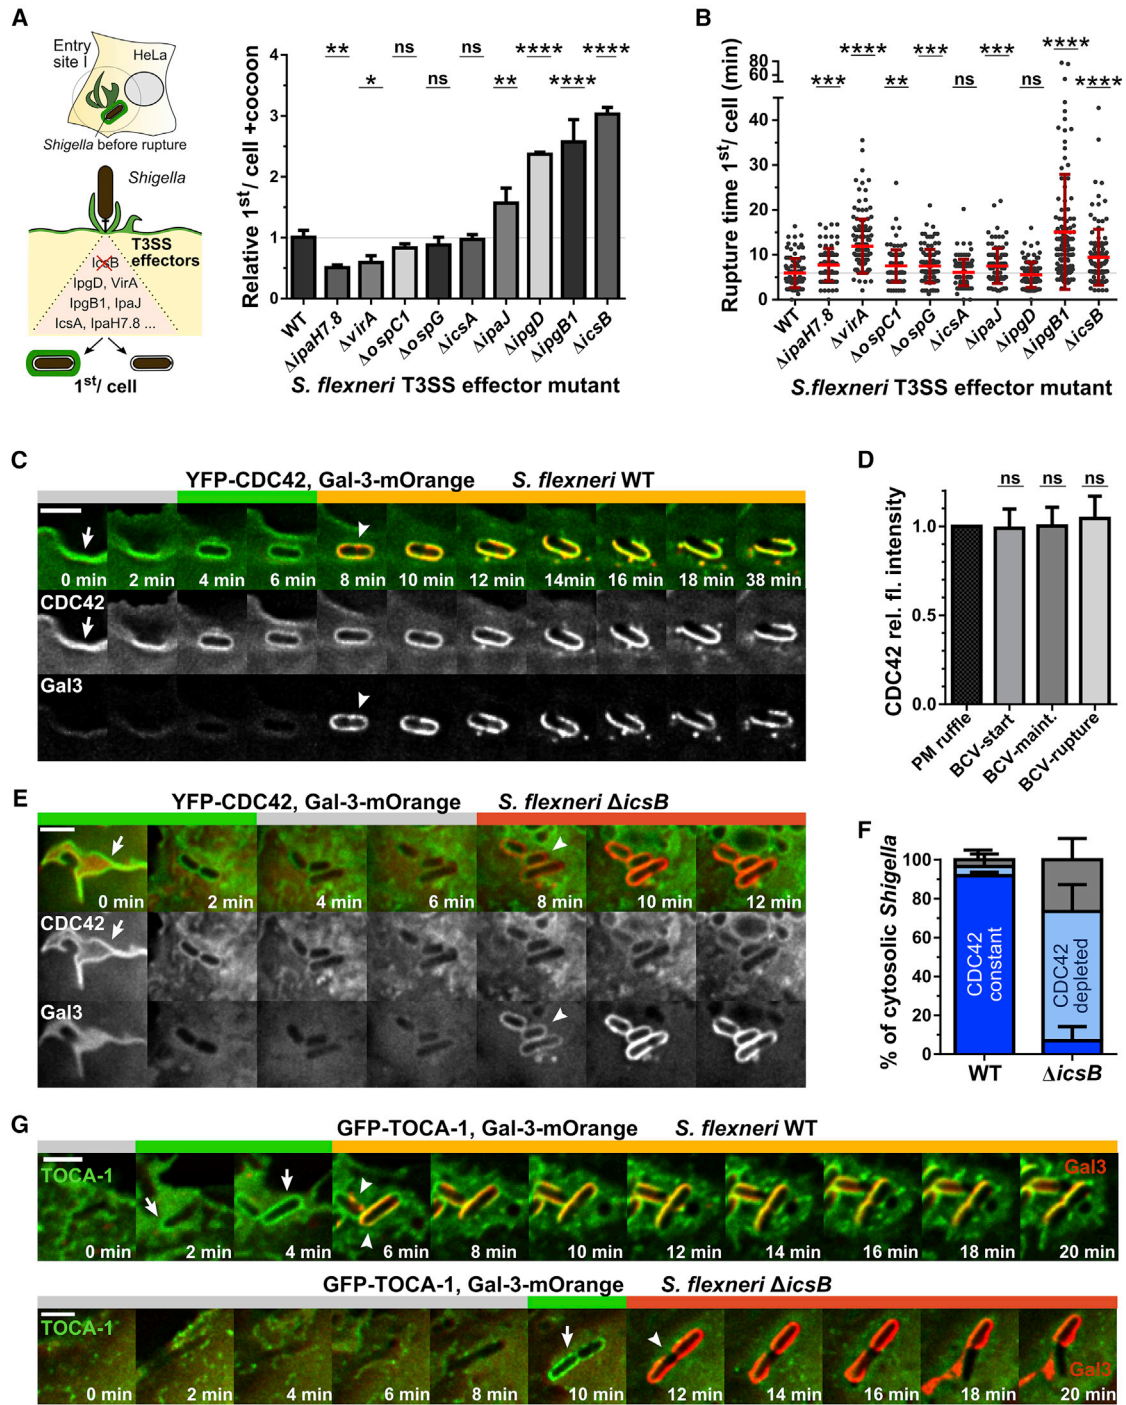 A
Entry
site I
HeLa
Shigella before rupture
Shigella
T3SS
effectors
IcsB
IpgD, VirA
IpgB1, IpaJ
IcsA, IpaH7.8 ...
1st/ cell
Relative 1st/ cell +cocoon
4
3
2
1
0
** ns ns **** ****
* ns ** ****
WT
ΔipaH7.8
ΔvirA
ΔospC1
ΔospG
ΔicsA
ΔipaJ
ΔipgD
ΔipgB1
ΔicsB
S. flexneri T3SS effector mutant
B
Rupture time 1st/ cell (min)
80
60
40
30
20
10
0
**** *** *** ****
*** ** ns ns ****
WT
ΔipaH7.8
ΔvirA
ΔospC1
ΔospG
ΔicsA
ΔipaJ
ΔipgD
ΔipgB1
ΔicsB
S.flexneri T3SS effector mutant
C
YFP-CDC42, Gal-3-mOrange S. flexneri WT
0 min 2 min 4 min 6 min 8 min 10 min 12 min 14min 16 min 18 min 38 min
CDC42
Gal3
D
CDC42 rel. fl. intensity
1.0
0.5
0.0
ns ns ns
PM ruffle
BCV-start
BCV-maint.
BCV-rupture
E
YFP-CDC42, Gal-3-mOrange S. flexneri ΔicsB
0 min 2 min 4 min 6 min 8 min 10 min 12 min
CDC42
Gal3
F
% of cytosolic Shigella
100
80
60
40
20
0
CDC42
constant
CDC42
depleted
WT ΔicsB
G
GFP-TOCA-1, Gal-3-mOrange S. flexneri WT
TOCA-1 Gal3
0 min 2 min 4 min 6 min 8 min 10 min 12 min 14 min 16 min 18 min 20 min
GFP-TOCA-1, Gal-3-mOrange S. flexneri ΔicsB
TOCA-1
Gal3
0 min 2 min 4 min 6 min 8 min 10 min 12 min 14 min 16 min 18 min 20 min